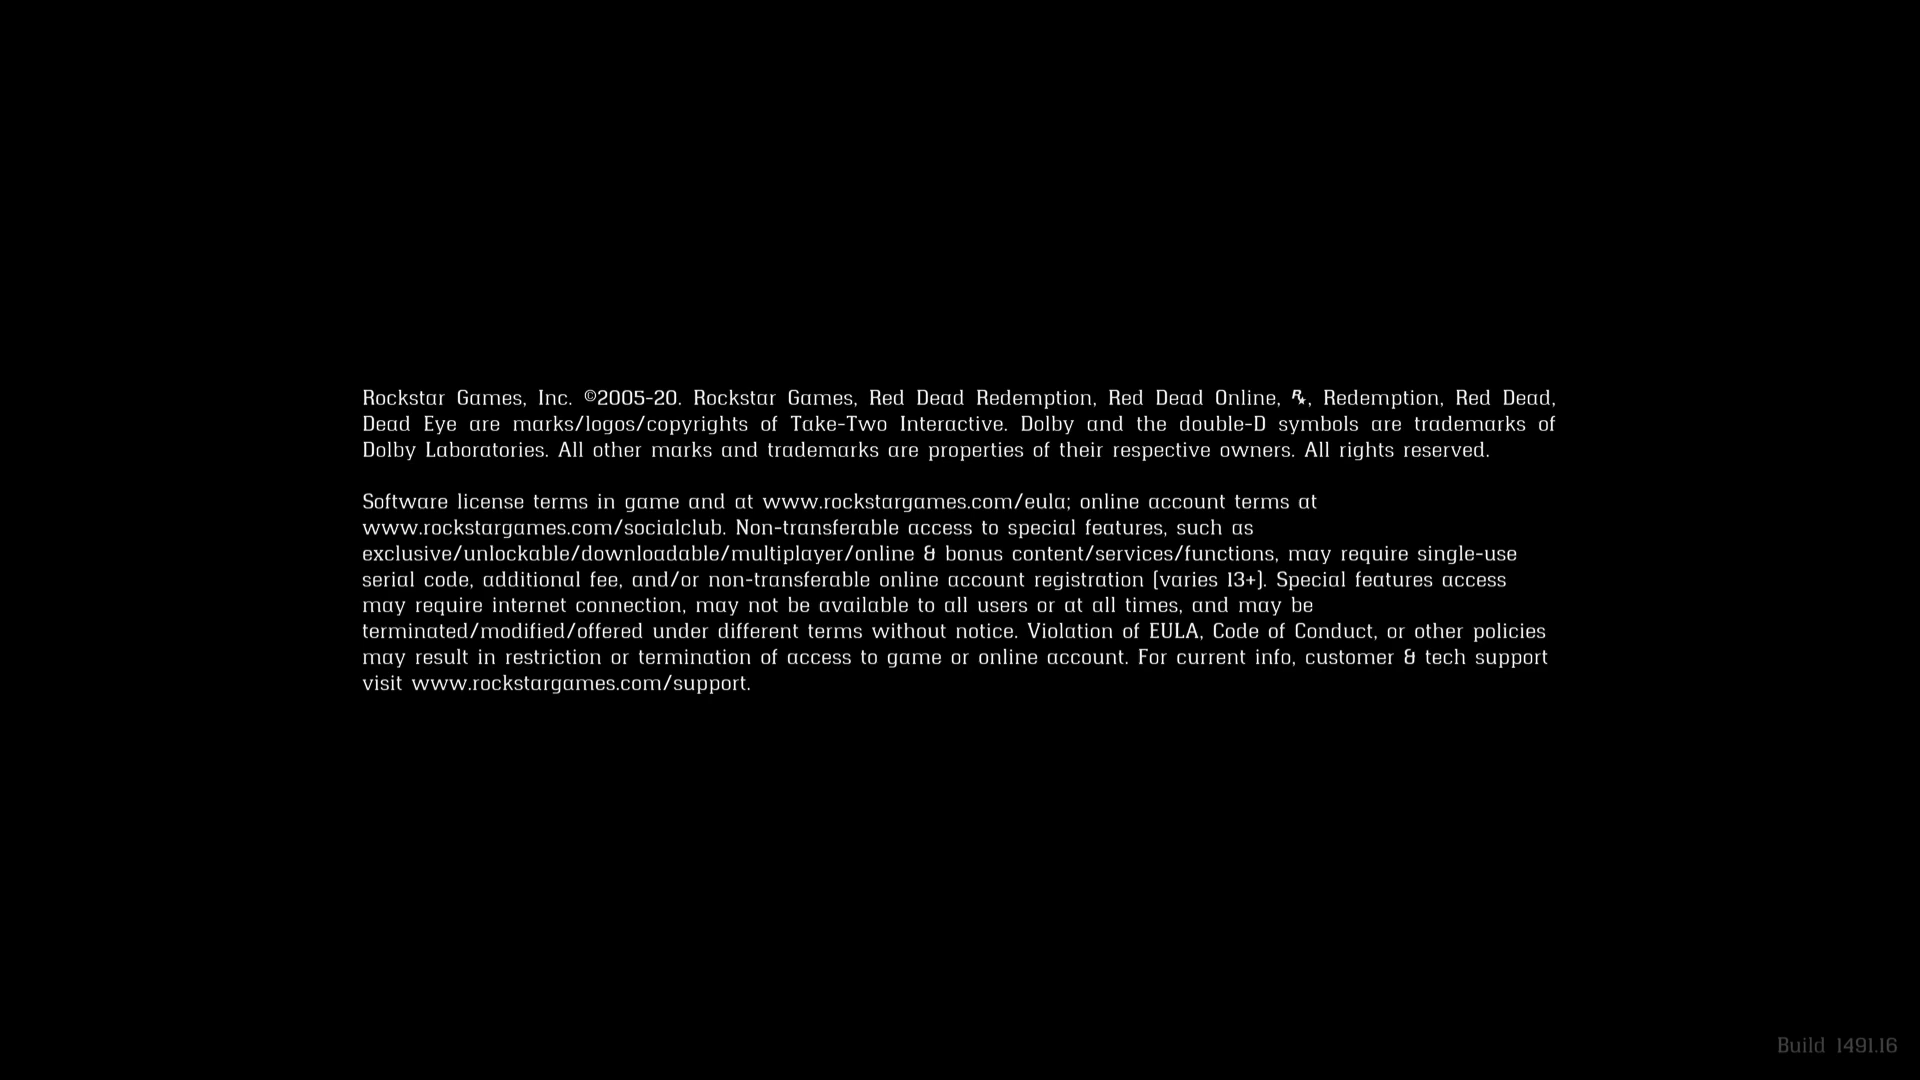 Rockstar Games, Inc. ©2005-20. Rockstar Games, Red Dead Redemption, Red Dead Online, R★, Redemption, Red Dead,
Dead Eye are marks/logos/copyrights of Take-Two Interactive. Dolby and the double-D symbols are trademarks of
Dolby Laboratories. All other marks and trademarks are properties of their respective owners. All rights reserved.
Software license terms in game and at www.rockstargames.com/eula; online account terms at
www.rockstargames.com/socialclub. Non-transferable access to special features, such as
exclusive/unlockable/downloadable/multiplayer/online & bonus content/services/functions, may require single-use
serial code, additional fee, and/or non-transferable online account registration (varies 13+). Special features access
may require internet connection, may not be available to all users or at all times, and may be
terminated/modified/offered under different terms without notice. Violation of EULA, Code of Conduct, or other policies
may result in restriction or termination of access to game or online account. For current info, customer & tech support
visit www.rockstargames.com/support.
Build 1491.16